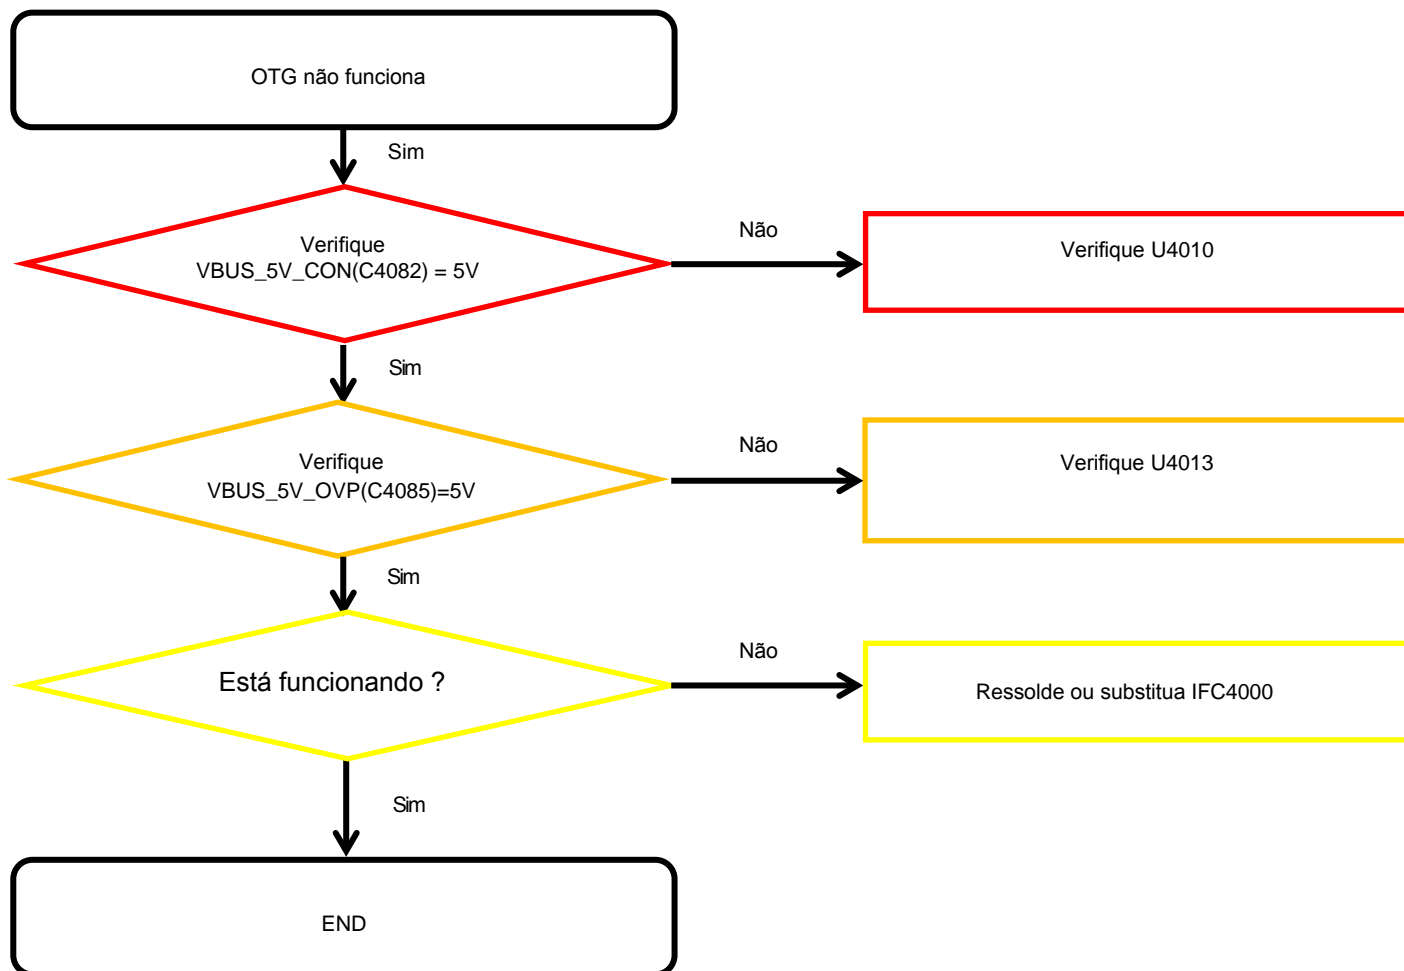 OTG não funciona
Sim
Verifique
VBUS_5V_CON(C4082) = 5V
Não
Verifique U4010
Sim
Verifique
VBUS_5V_OVP(C4085)=5V
Não
Verifique U4013
Sim
Está funcionando ?
Não
Ressolde ou substitua IFC4000
Sim
END